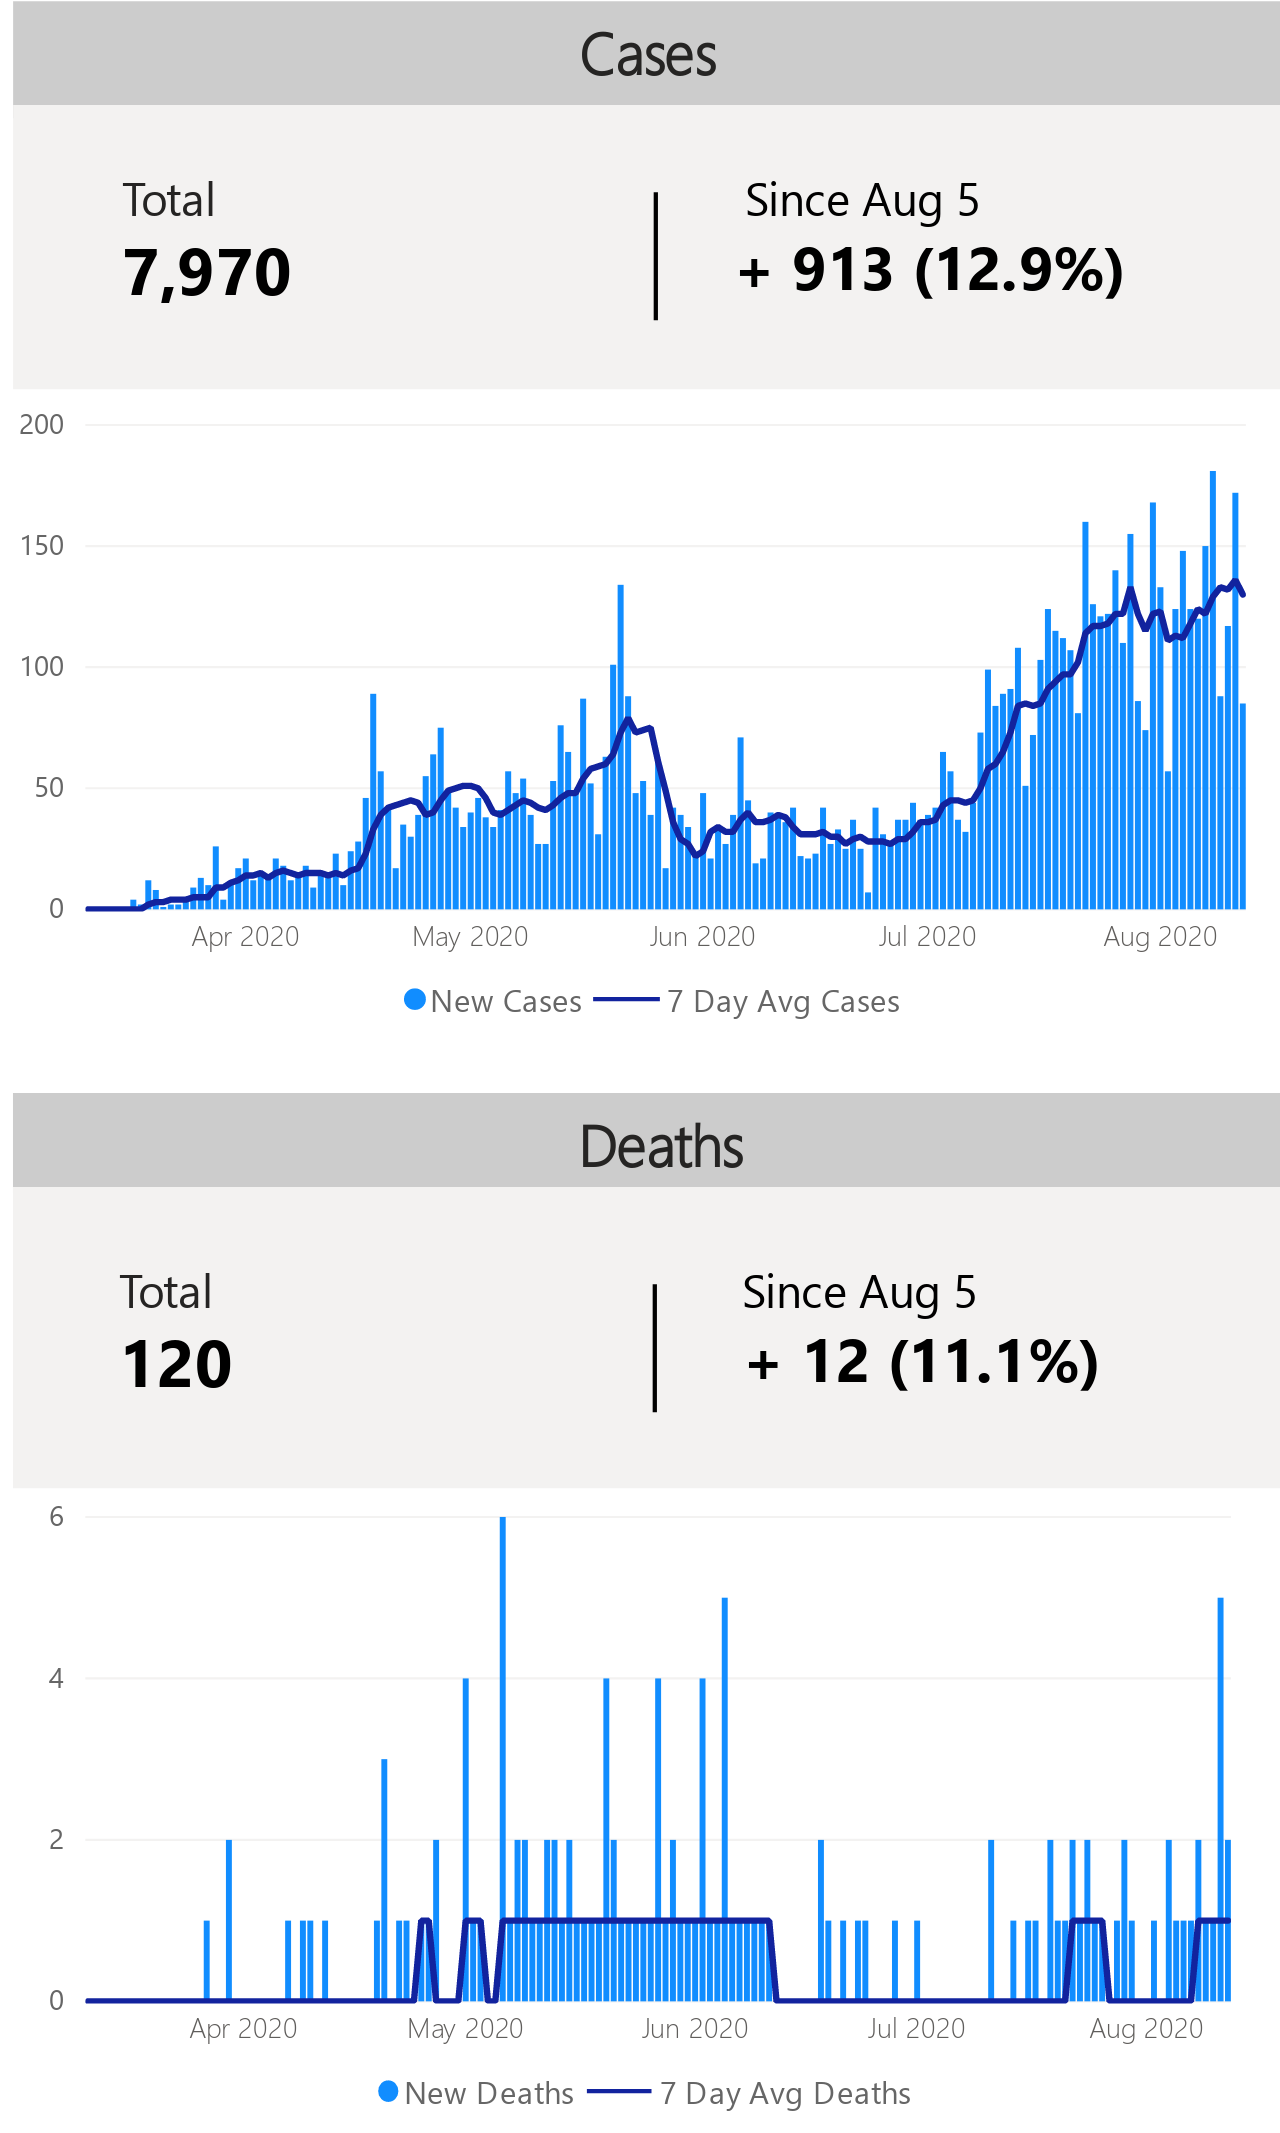 Cases
Total
7,970
Since Aug 5
+ 913 (12.9%)
200
150
100
50
0
Apr 2020 May 2020 Jun 2020 Jul 2020 Aug 2020
New Cases 7 Day Avg Cases
Deaths
Total
120
Since Aug 5
+ 12 (11.1%)
6
4
2
0
Apr 2020 May 2020 Jun 2020 Jul 2020 Aug 2020
New Deaths 7 Day Avg Deaths